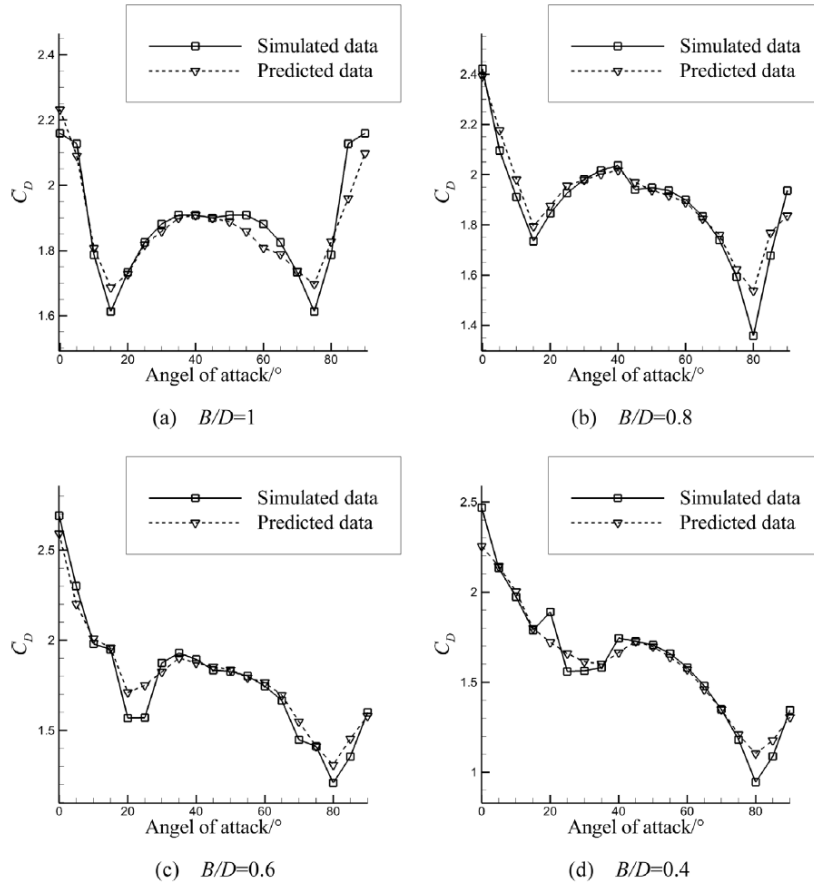 Simulated data
Predicted data
2.4
2.2
2
1.8
1.6
C_D
0 20 40 60 80
Angel of attack/°
(a) B/D=1
Simulated data
Predicted data
2.4
2.2
2
1.8
1.6
1.4
C_D
0 20 40 60 80
Angel of attack/°
(b) B/D=0.8
Simulated data
Predicted data
2.5
2
1.5
C_D
0 20 40 60 80
Angel of attack/°
(c) B/D=0.6
Simulated data
Predicted data
2.5
2
1.5
1
C_D
0 20 40 60 80
Angel of attack/°
(d) B/D=0.4